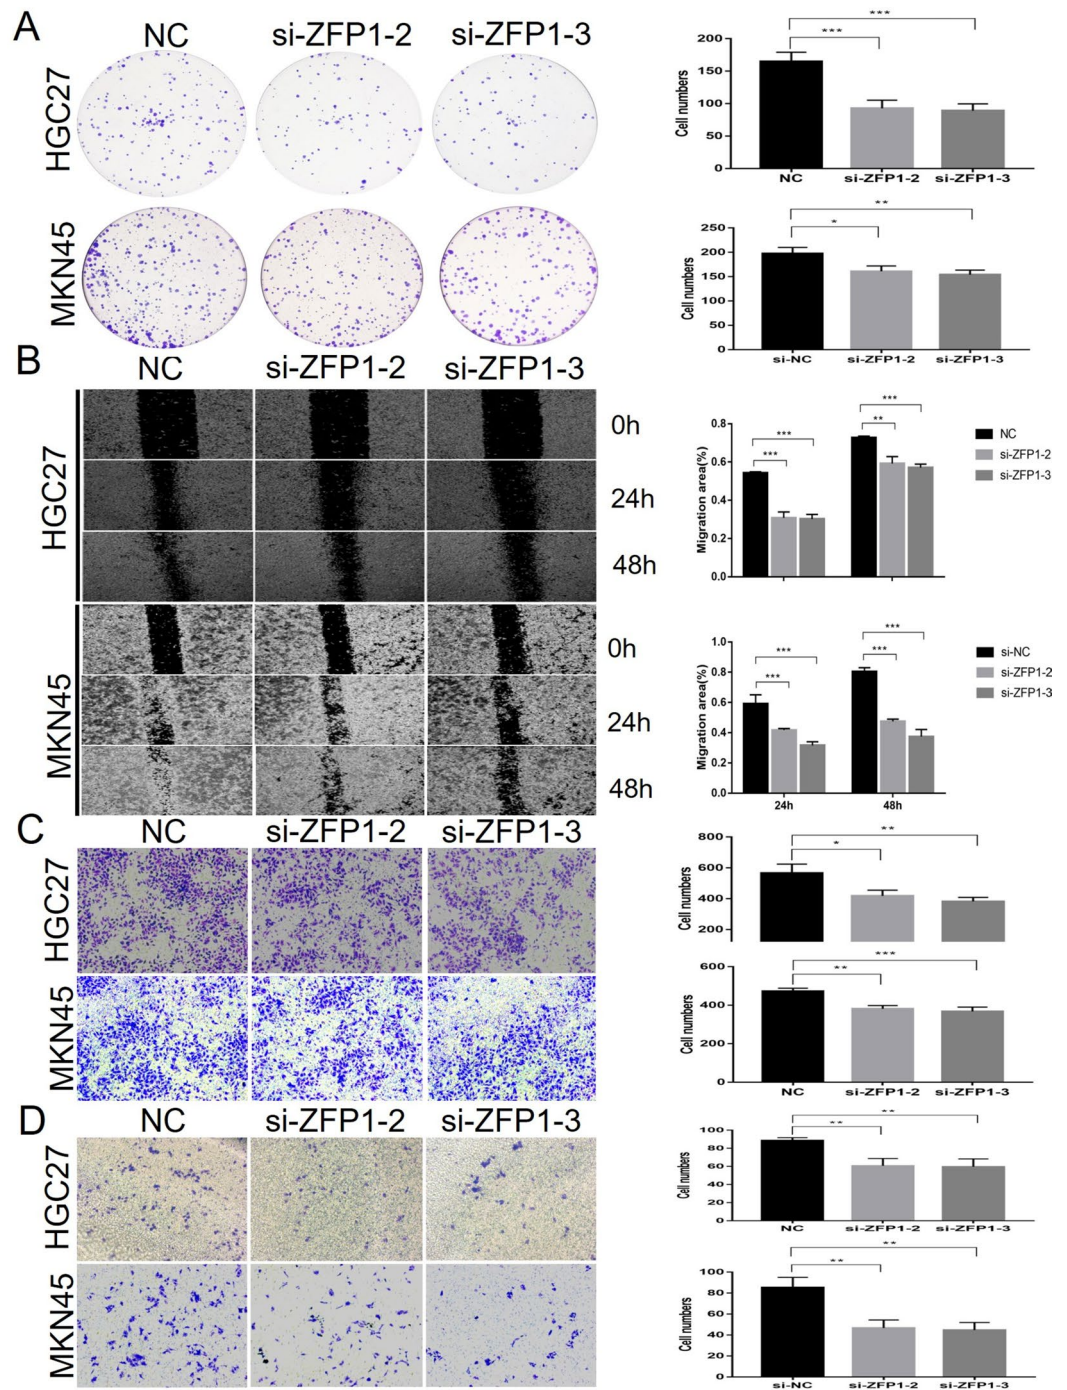 A
NC si-ZFP1-2 si-ZFP1-3
HGC27
MKN45
***
***
200
150
100
50
0
Cell numbers
NC si-ZFP1-2 si-ZFP1-3
**
*
250
200
150
100
50
0
Cell numbers
si-NC si-ZFP1-2 si-ZFP1-3
B
NC si-ZFP1-2 si-ZFP1-3
HGC27
0h
24h
48h
MKN45
0h
24h
48h
0.8
0.6
0.4
0.2
0.0
Migration area(%)
***
***
***
**
NC
si-ZFP1-2
si-ZFP1-3
1.0
0.8
0.6
0.4
0.2
0.0
Migration area(%)
***
***
***
***
si-NC
si-ZFP1-2
si-ZFP1-3
24h 48h
C
NC si-ZFP1-2 si-ZFP1-3
HGC27
MKN45
**
*
800
600
400
200
Cell numbers
***
**
600
400
200
0
Cell numbers
NC si-ZFP1-2 si-ZFP1-3
D
NC si-ZFP1-2 si-ZFP1-3
HGC27
MKN45
**
**
100
80
60
40
20
0
Cell numbers
NC si-ZFP1-2 si-ZFP1-3
**
**
100
80
60
40
20
0
Cell numbers
si-NC si-ZFP1-2 si-ZFP1-3